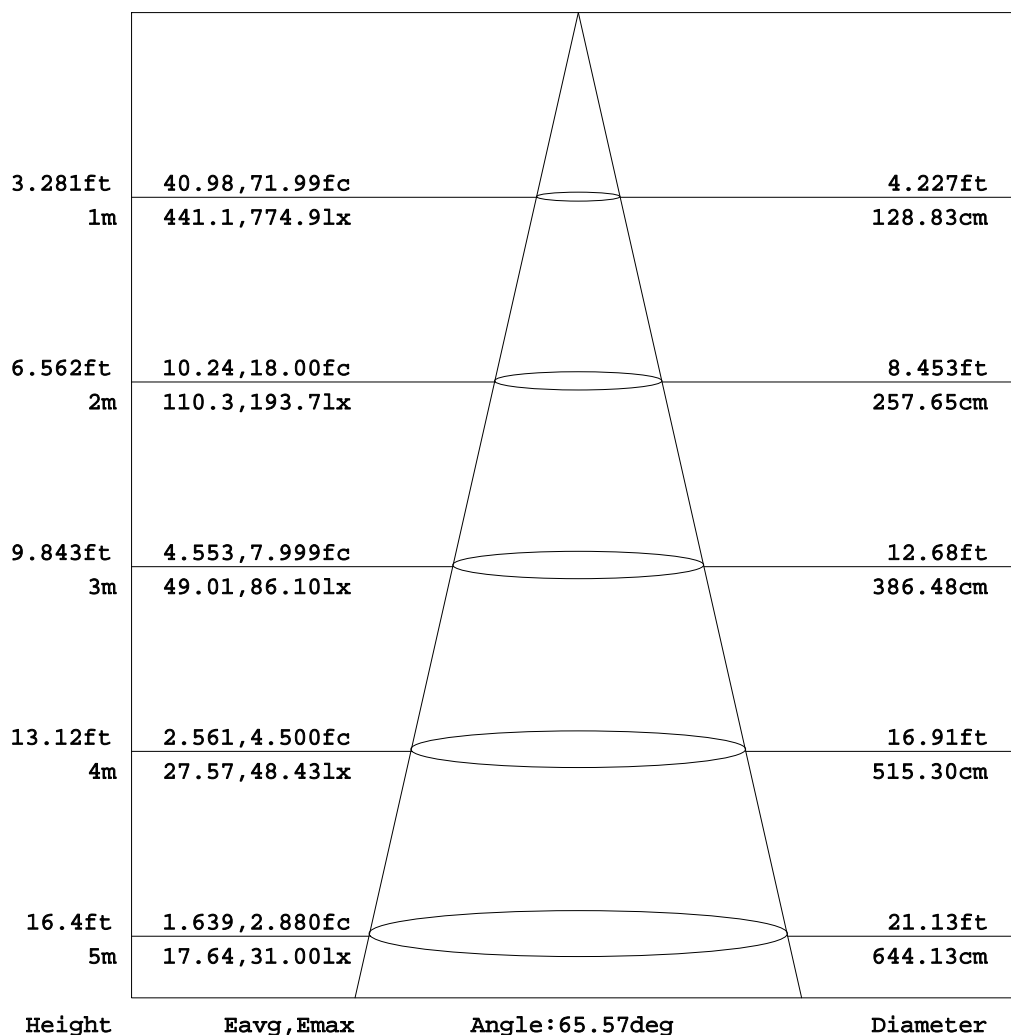 3.281ft 40.98,71.99fc 4.227ft
1m 441.1,774.9lx 128.83cm
6.562ft 10.24,18.00fc 8.453ft
2m 110.3,193.7lx 257.65cm
9.843ft 4.553,7.999fc 12.68ft
3m 49.01,86.10lx 386.48cm
13.12ft 2.561,4.500fc 16.91ft
4m 27.57,48.43lx 515.30cm
16.4ft 1.639,2.880fc 21.13ft
5m 17.64,31.00lx 644.13cm
Height Eavg,Emax Angle:65.57deg Diameter